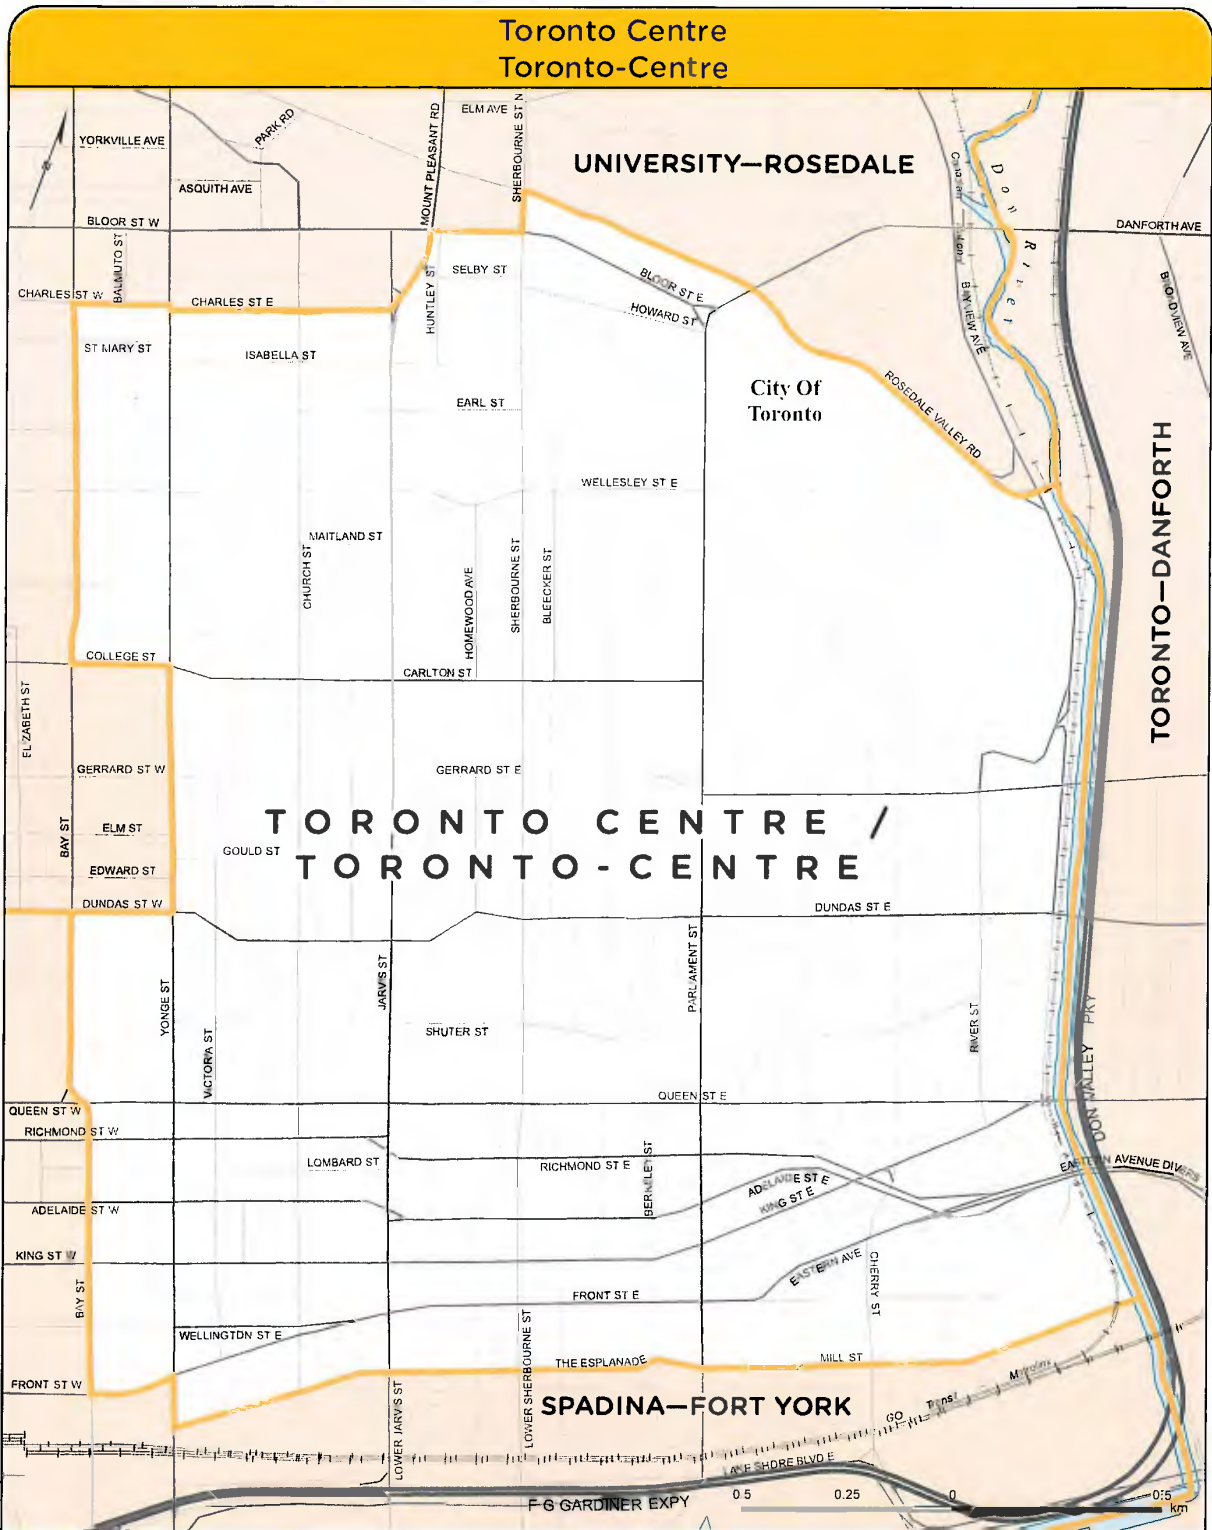 Toronto Centre
Toronto-Centre
ELM AVE
PARK RD
YORKVILLE AVE
MOUNT PLEASANT RD
SHERBOURNE ST N
UNIVERSITY—ROSEDALE
Don River
ASQUITH AVE
BLOOR ST W
DANFORTH AVE
BALMUTO ST
SELBY ST
BLOOR ST E
BAYVIEW AVE
BROADVIEW AVE
CHARLES ST W
CHARLES ST E
HUNTLEY ST
HOWARD ST
ST MARY ST
ISABELLA ST
City Of
Toronto
ROSEDALE VALLEY RD
EARL ST
TORONTO—DANFORTH
WELLESLEY ST E
MAITLAND ST
CHURCH ST
HOMEWOOD AVE
SHERBOURNE ST
BLEECKER ST
COLLEGE ST
CARLTON ST
ELIZABETH ST
GERRARD ST W
GERRARD ST E
TORONTO CENTRE /
TORONTO-CENTRE
BAY ST
ELM ST
GOULD ST
EDWARD ST
DUNDAS ST W
DUNDAS ST E
YONGE ST
VICTORIA ST
JARVIS ST
SHUTER ST
PARLIAMENT ST
RIVER ST
DON VALLEY PKY
QUEEN ST W
QUEEN ST E
RICHMOND ST W
LOMBARD ST
RICHMOND ST E
BERKELEY ST
ADELAIDE ST E
KING ST E
EASTERN AVENUE DIVERS
ADELAIDE ST W
KING ST W
BAY ST
EASTERN AVE
CHERRY ST
FRONT ST E
WELLINGTON ST E
LOWER SHERBOURNE ST
THE ESPLANADE
MILL ST
FRONT ST W
LOWER JARVIS ST
SPADINA—FORT YORK
GO Transit Metrolinx
LAKE SHORE BLVD E
F G GARDINER EXPY
0.5 0.25 0 0.5
km